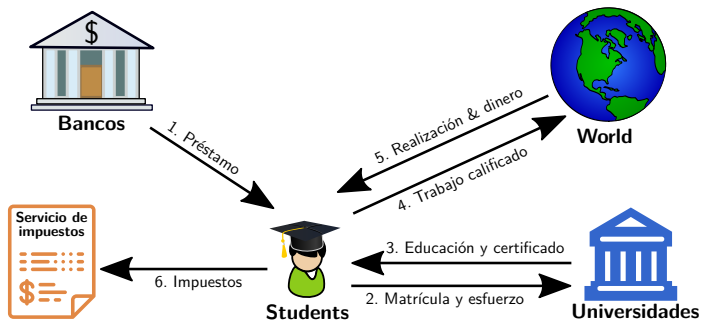 $
Bancos
World
1. Préstamo
5. Realización & dinero
4. Trabajo calificado
Servicio de
impuestos
$
6. Impuestos
3. Educación y certificado
2. Matrícula y esfuerzo
Students
Universidades